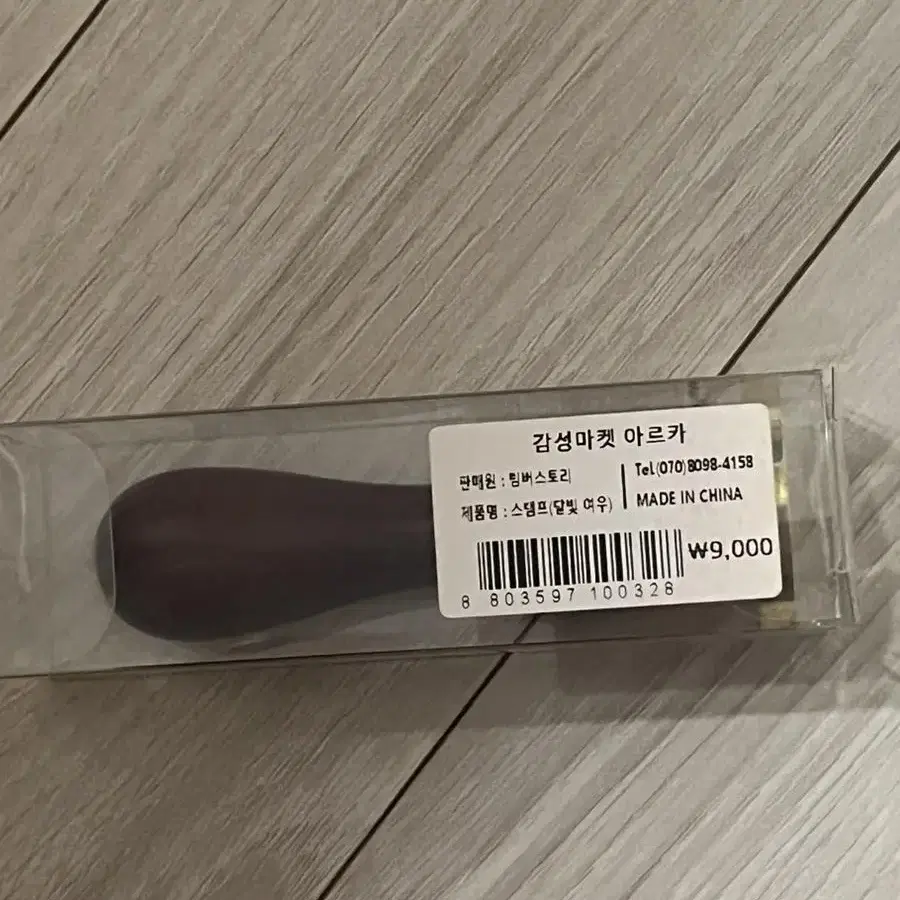 감성마켓 아르카
판매원 : 팀버스토리
Tel.(070)8098-4158
제품명 : 스탬프(달빛 여우)
MADE IN CHINA
₩9,000
8 803597 100328